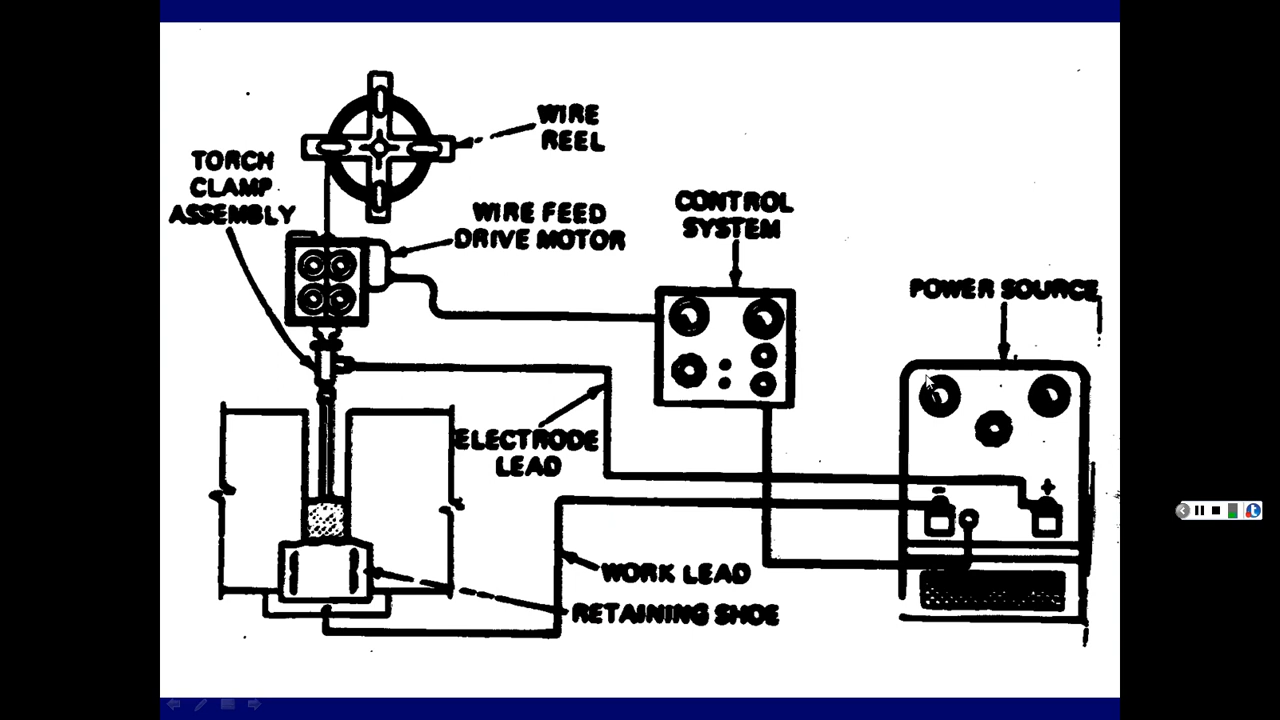 WIRE
REEL
TORCH
CLAMP
ASSEMBLY
WIRE FEED
DRIVE MOTOR
CONTROL
SYSTEM
POWER SOURCE
ELECTRODE
LEAD
- +
WORK LEAD
RETAINING SHOE